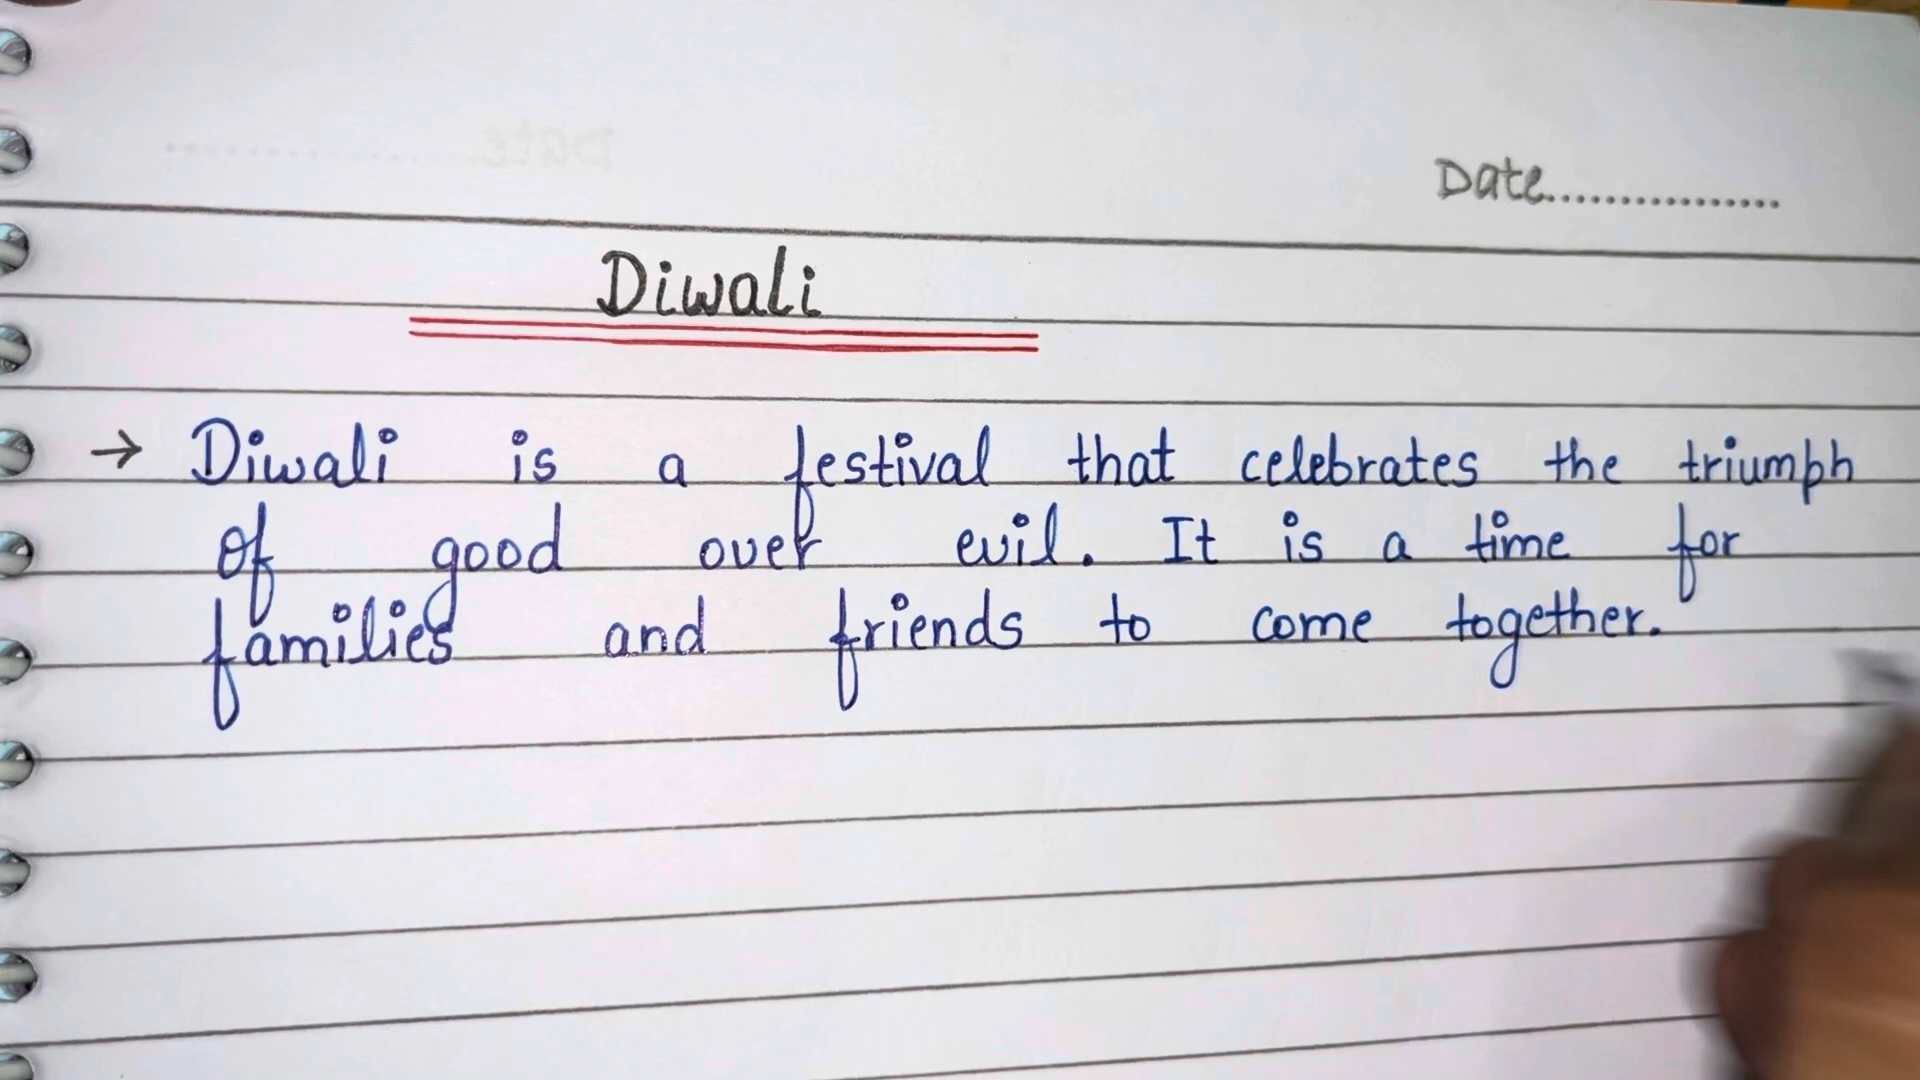 Date................
Diwali
→ Diwali is a festival that celebrates the triumph
of good over evil. It is a time for
families and friends to come together.